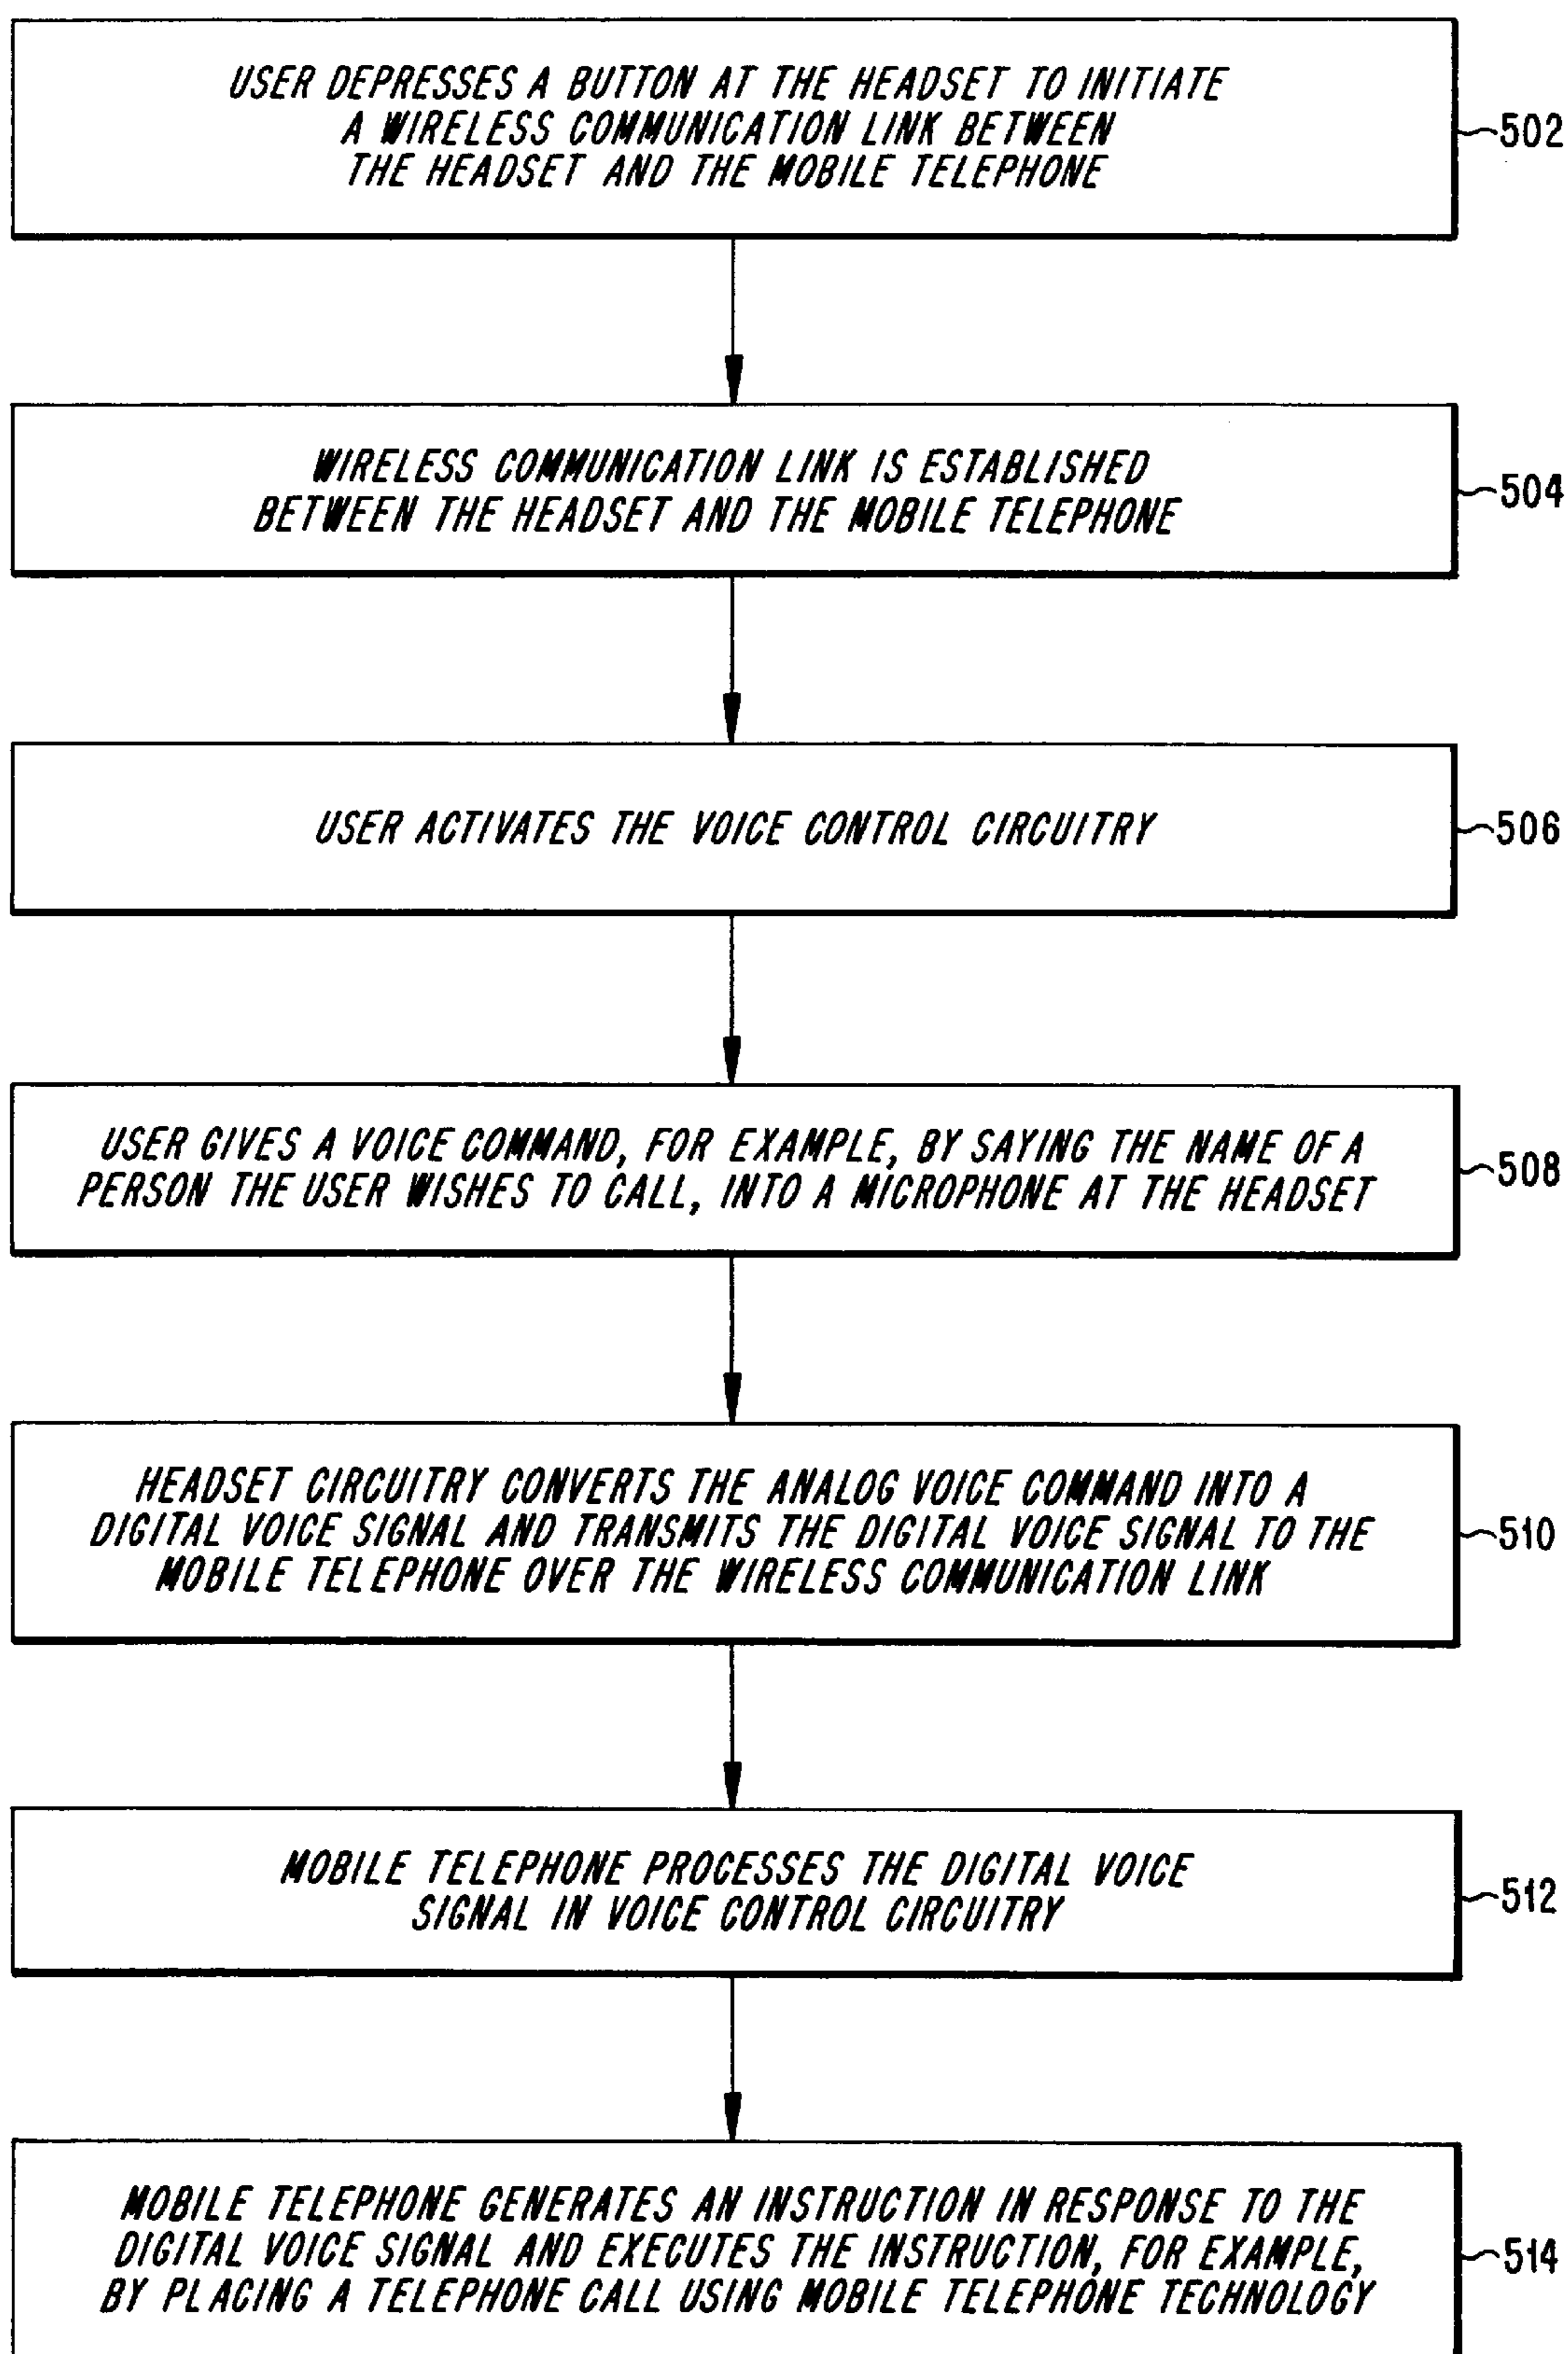 USER DEPRESSES A BUTTON AT THE HEADSET TO INITIATE
A WIRELESS COMMUNICATION LINK BETWEEN
THE HEADSET AND THE MOBILE TELEPHONE
502
WIRELESS COMMUNICATION LINK IS ESTABLISHED
BETWEEN THE HEADSET AND THE MOBILE TELEPHONE
504
USER ACTIVATES THE VOICE CONTROL CIRCUITRY
506
USER GIVES A VOICE COMMAND, FOR EXAMPLE, BY SAYING THE NAME OF A
PERSON THE USER WISHES TO CALL, INTO A MICROPHONE AT THE HEADSET
508
HEADSET CIRCUITRY CONVERTS THE ANALOG VOICE COMMAND INTO A
DIGITAL VOICE SIGNAL AND TRANSMITS THE DIGITAL VOICE SIGNAL TO THE
MOBILE TELEPHONE OVER THE WIRELESS COMMUNICATION LINK
510
MOBILE TELEPHONE PROCESSES THE DIGITAL VOICE
SIGNAL IN VOICE CONTROL CIRCUITRY
512
MOBILE TELEPHONE GENERATES AN INSTRUCTION IN RESPONSE TO THE
DIGITAL VOICE SIGNAL AND EXECUTES THE INSTRUCTION, FOR EXAMPLE,
BY PLACING A TELEPHONE CALL USING MOBILE TELEPHONE TECHNOLOGY
514